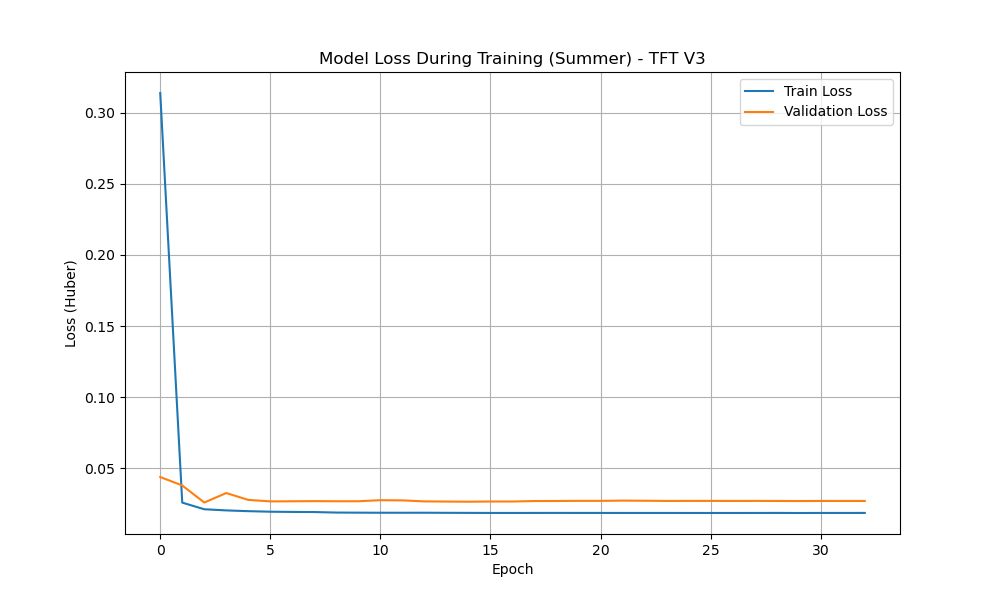 Model Loss During Training (Summer) - TFT V3
Train Loss
Validation Loss
Loss (Huber)
0.30
0.25
0.20
0.15
0.10
0.05
0 5 10 15 20 25 30
Epoch